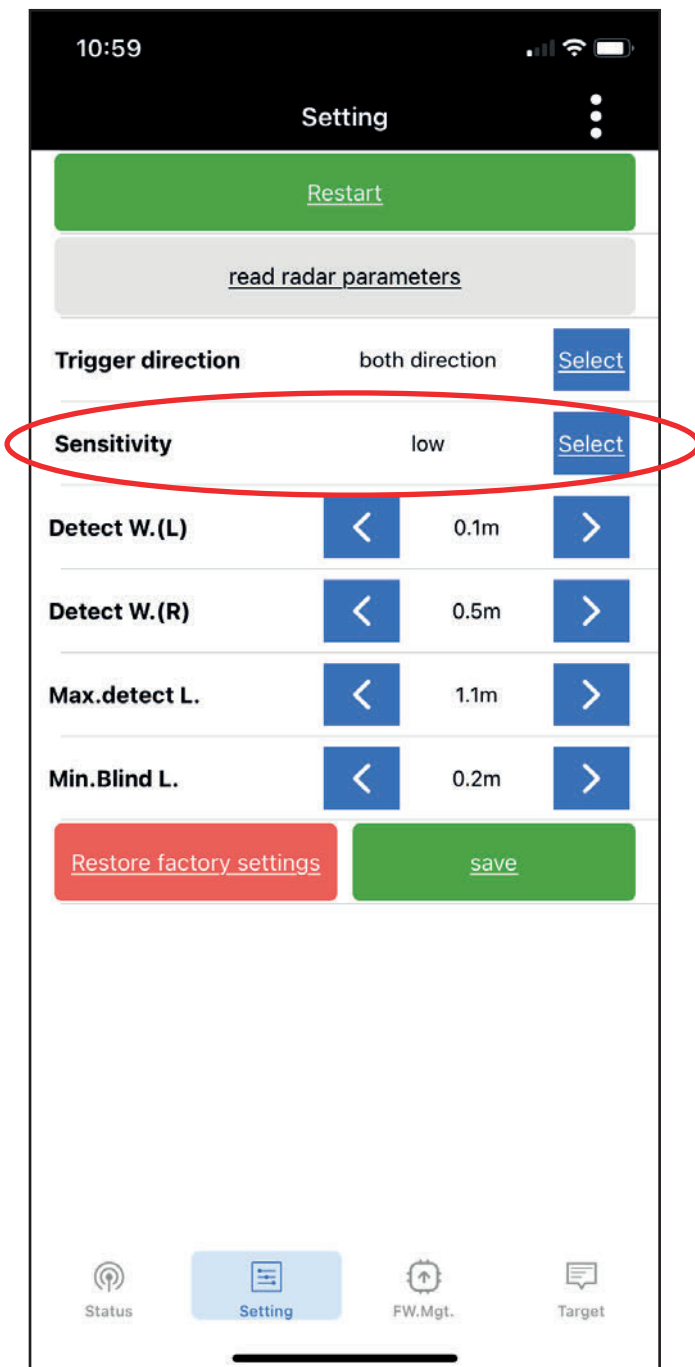 10:59
Setting
Restart
read radar parameters
Trigger direction both direction Select
Sensitivity low Select
Detect W.(L) 0.1m
Detect W.(R) 0.5m
Max.detect L. 1.1m
Min.Blind L. 0.2m
Restore factory settings save
Status Setting FW.Mgt. Target